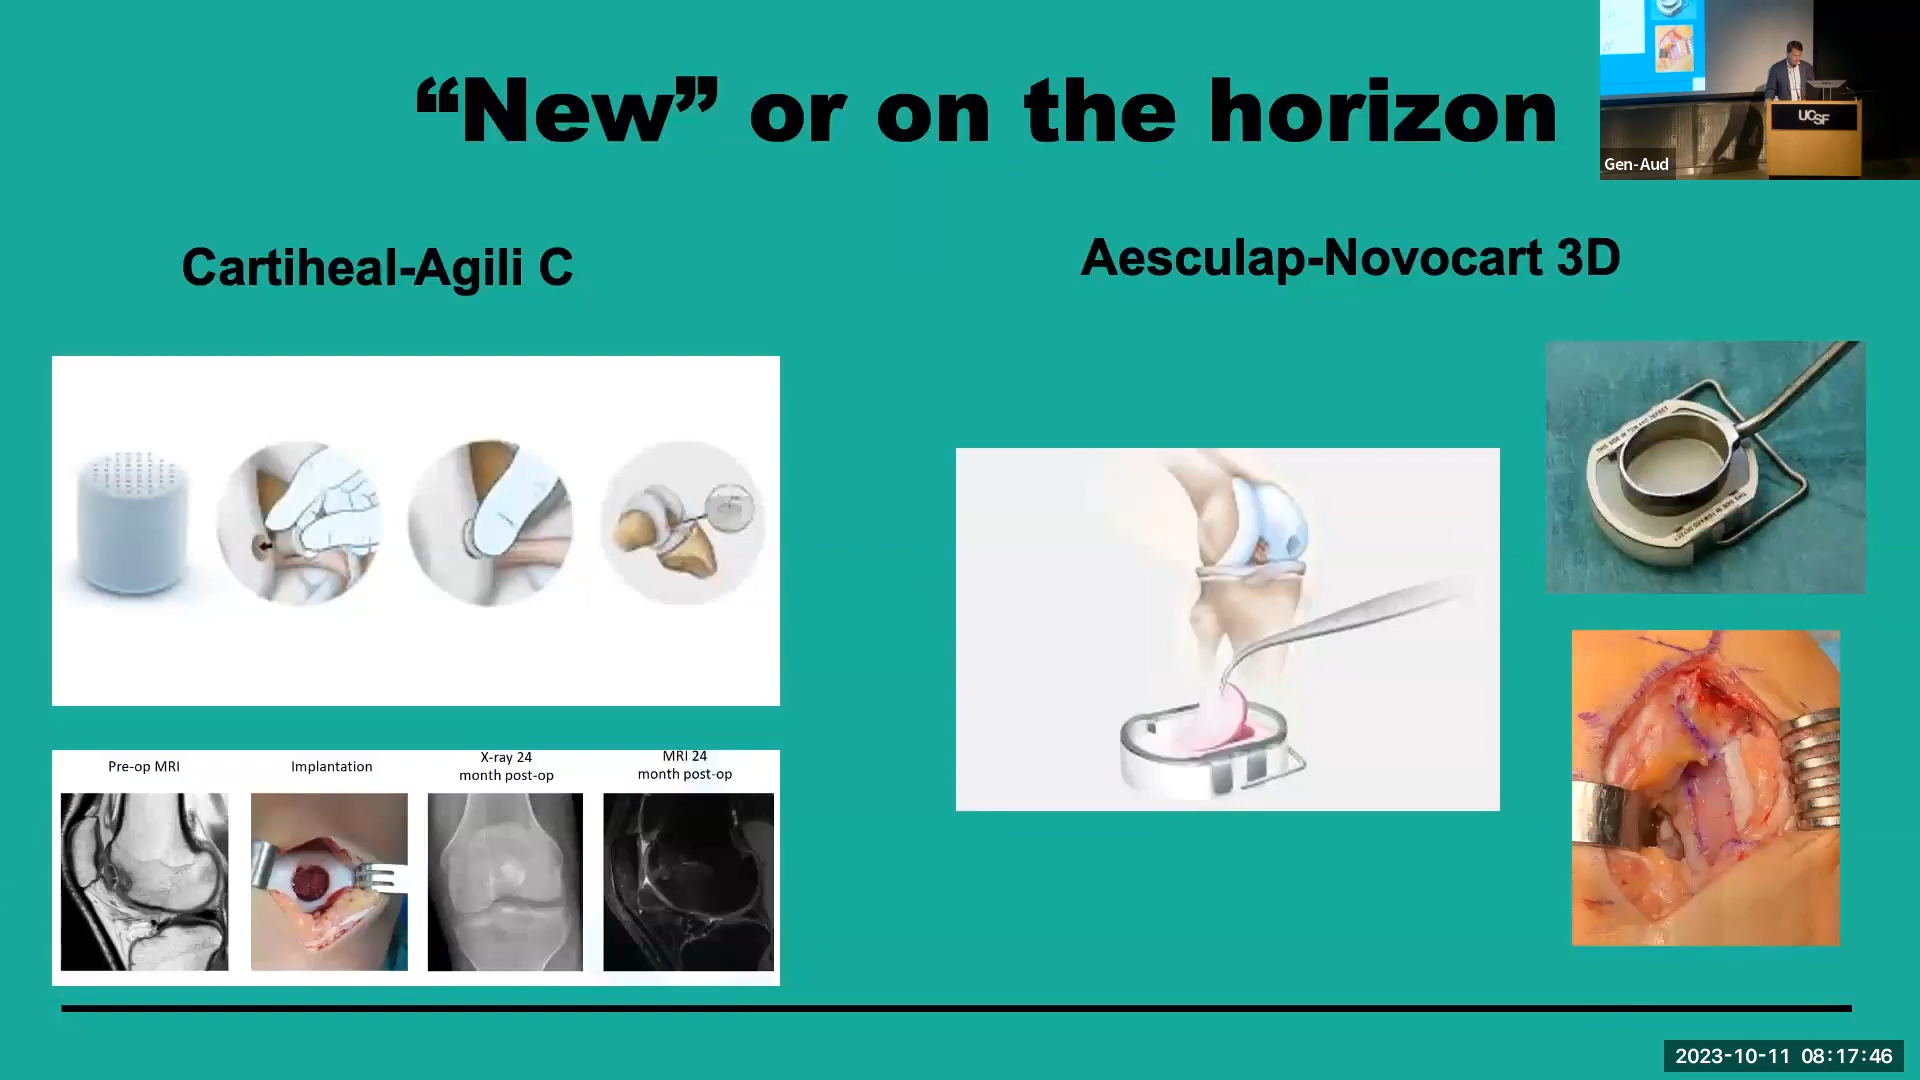 “New” or on the horizon
UCSF
Gen-Aud
Cartiheal-Agili C
Aesculap-Novocart 3D
Pre-op MRI
Implantation
X-ray 24
month post-op
MRI 24
month post-op
2023-10-11 08:17:46